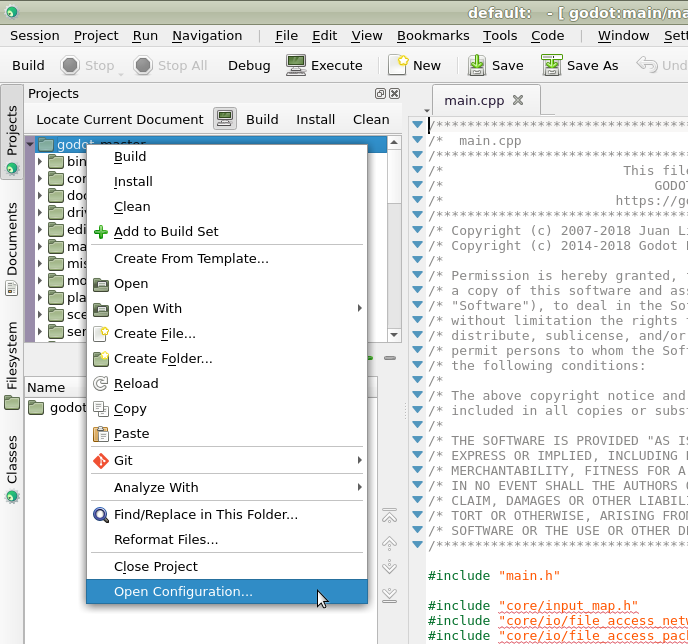 default: - [ godot:main/ma
Session Project Run Navigation File Edit View Bookmarks Tools Code Window Sett
Build Stop Stop All Debug Execute New Save Save As Und
Projects
Locate Current Document Build Install Clean
Projects
Documents
Filesystem
Classes
godot-master
bin
cor
doc
driv
edi
ma
mis
mo
pla
sce
ser
Name
godot
Build
Install
Clean
Add to Build Set
Create From Template...
Open
Open With
Create File...
Create Folder...
Reload
Copy
Paste
Git
Analyze With
Find/Replace in This Folder...
Reformat Files...
Close Project
Open Configuration...
main.cpp
/**********************************
/*  main.cpp
/**********************************
/*                       This file
/*                           GODOT
/*                      https://go
/**********************************
/* Copyright (c) 2007-2018 Juan Li
/* Copyright (c) 2014-2018 Godot E
/*
/* Permission is hereby granted, f
/* a copy of this software and ass
/* "Software"), to deal in the Sof
/* without limitation the rights t
/* distribute, sublicense, and/or
/* permit persons to whom the Soft
/* the following conditions:
/*
/* The above copyright notice and
/* included in all copies or subst
/*
/* THE SOFTWARE IS PROVIDED "AS IS
/* EXPRESS OR IMPLIED, INCLUDING B
/* MERCHANTABILITY, FITNESS FOR A
/* IN NO EVENT SHALL THE AUTHORS O
/* CLAIM, DAMAGES OR OTHER LIABILI
/* TORT OR OTHERWISE, ARISING FROM
/* SOFTWARE OR THE USE OR OTHER DE
/**********************************
#include "main.h"
#include "core/input_map.h"
#include "core/io/file_access_netw
#include "core/io/file_access_pac